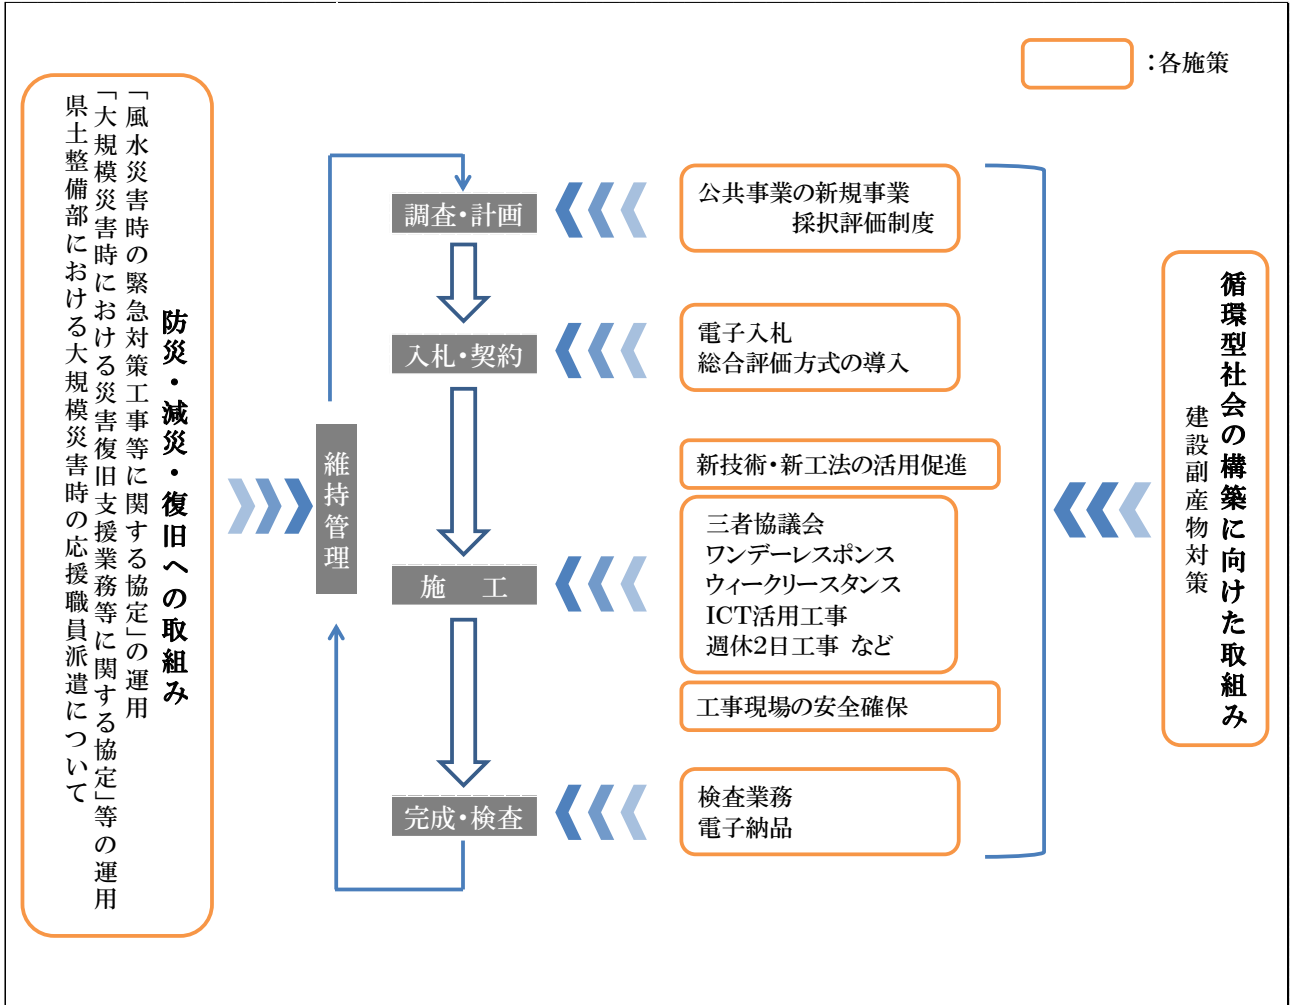 ：各施策
防災・減災・復旧への取組み
「風水災害時の緊急対策工事等に関する協定」の運用
「大規模災害時における災害復旧支援業務等に関する協定」等の運用
県土整備部における大規模災害時の応援職員派遣について
維持管理
調査・計画
入札・契約
施　工
完成・検査
公共事業の新規事業
採択評価制度
電子入札
総合評価方式の導入
新技術・新工法の活用促進
三者協議会
ワンデーレスポンス
ウィークリースタンス
ICT活用工事
週休2日工事 など
工事現場の安全確保
検査業務
電子納品
循環型社会の構築に向けた取組み
建設副産物対策